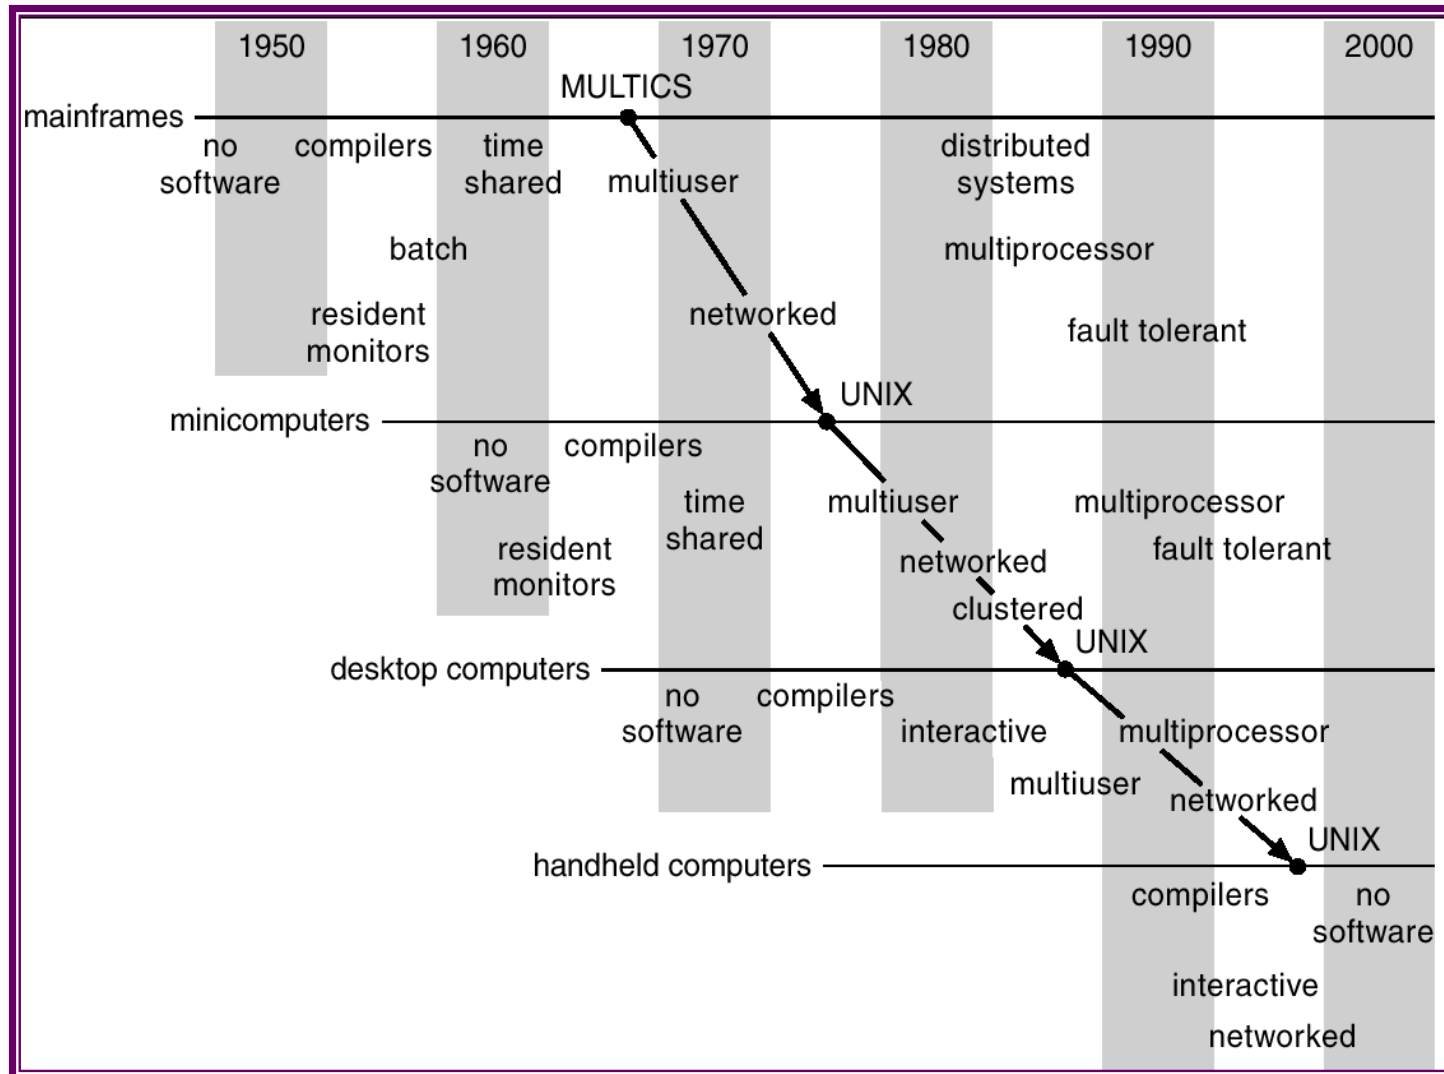 1950 1960 1970 1980 1990 2000
MULTICS
mainframes
no compilers time distributed
software shared multiuser systems
batch multiprocessor
resident networked fault tolerant
monitors
UNIX
minicomputers
no compilers
software
time multiuser multiprocessor
shared
resident networked fault tolerant
monitors
clustered
UNIX
desktop computers
no compilers
software interactive multiprocessor
multiuser networked
UNIX
handheld computers
compilers no
software
interactive
networked